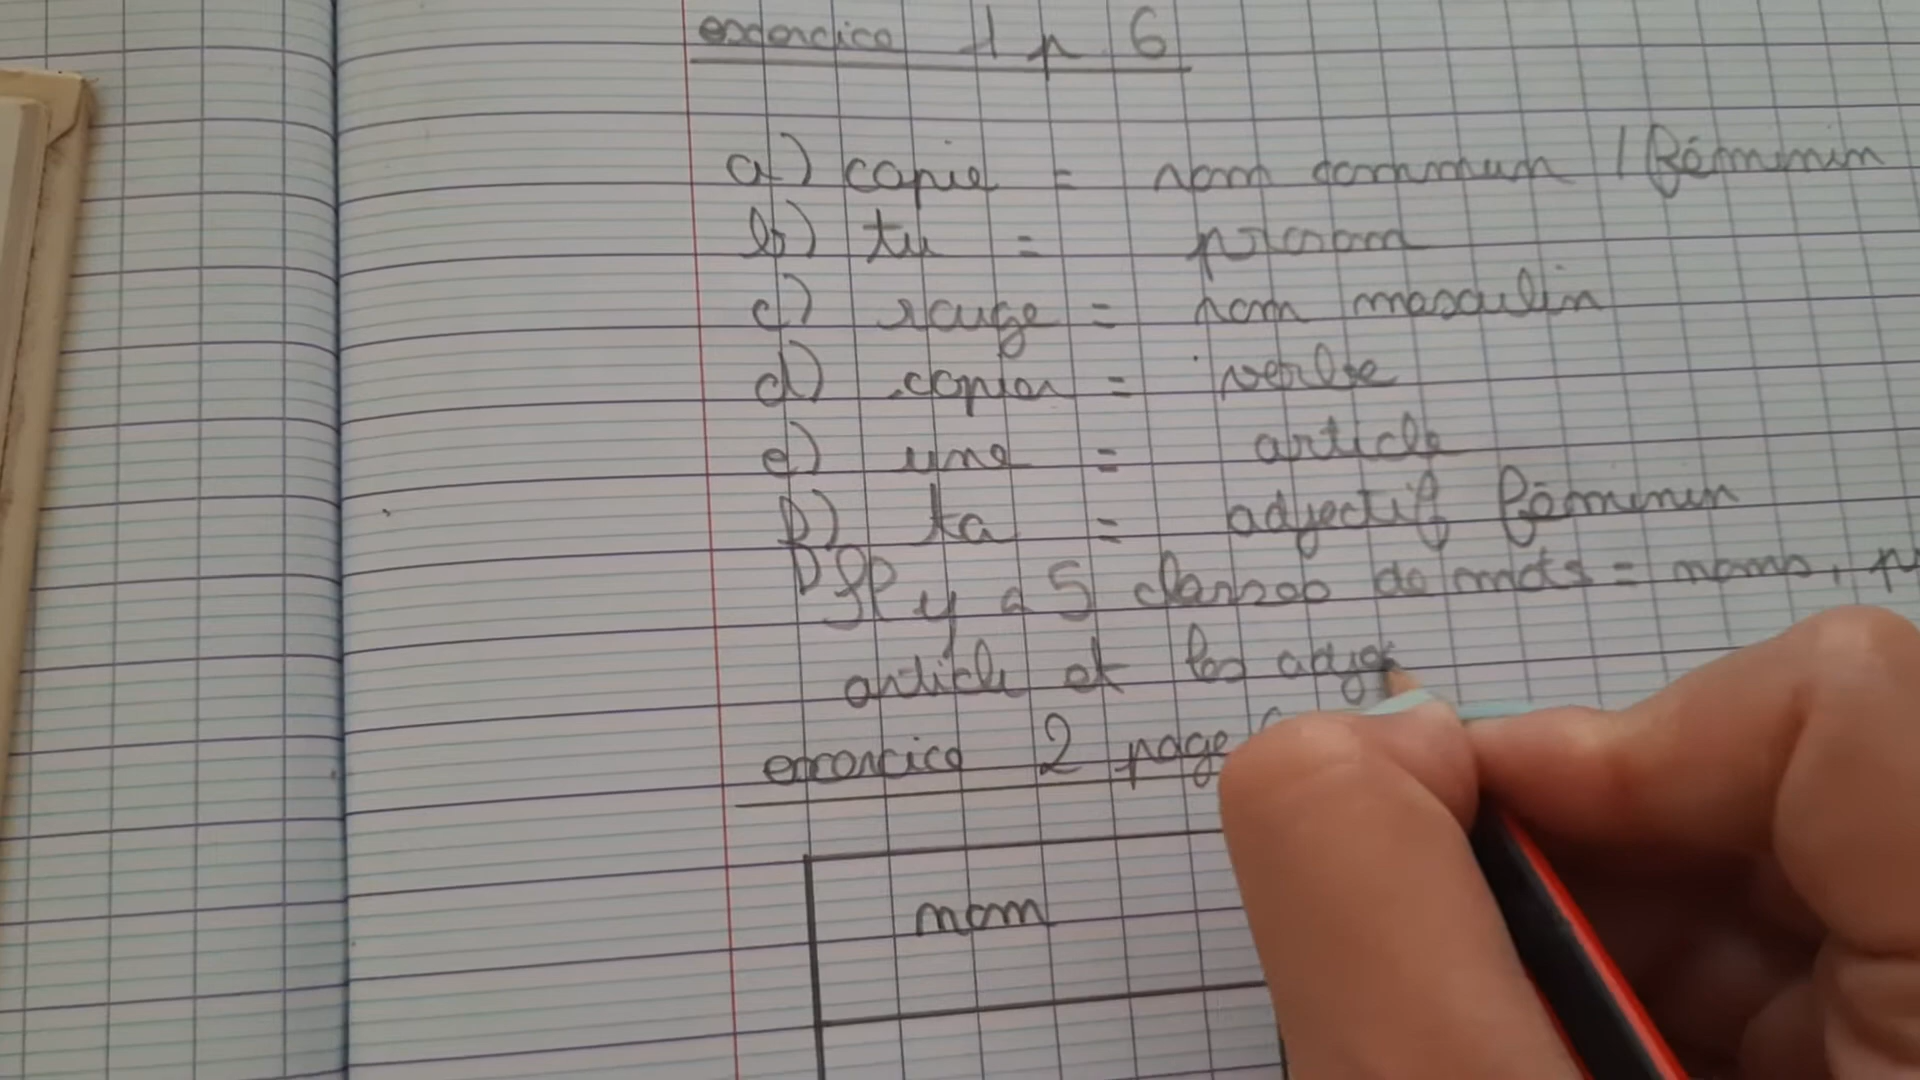 exercice 1 p 6
a) copie = nom commun / féminin
b) tu = pronom
c) rouge = nom masculin
d) copier = verbe
e) une = article
f) ta = adjectif féminin
Il y a 5 classes de mots = noms,
article et les
exercice 2 page
nom